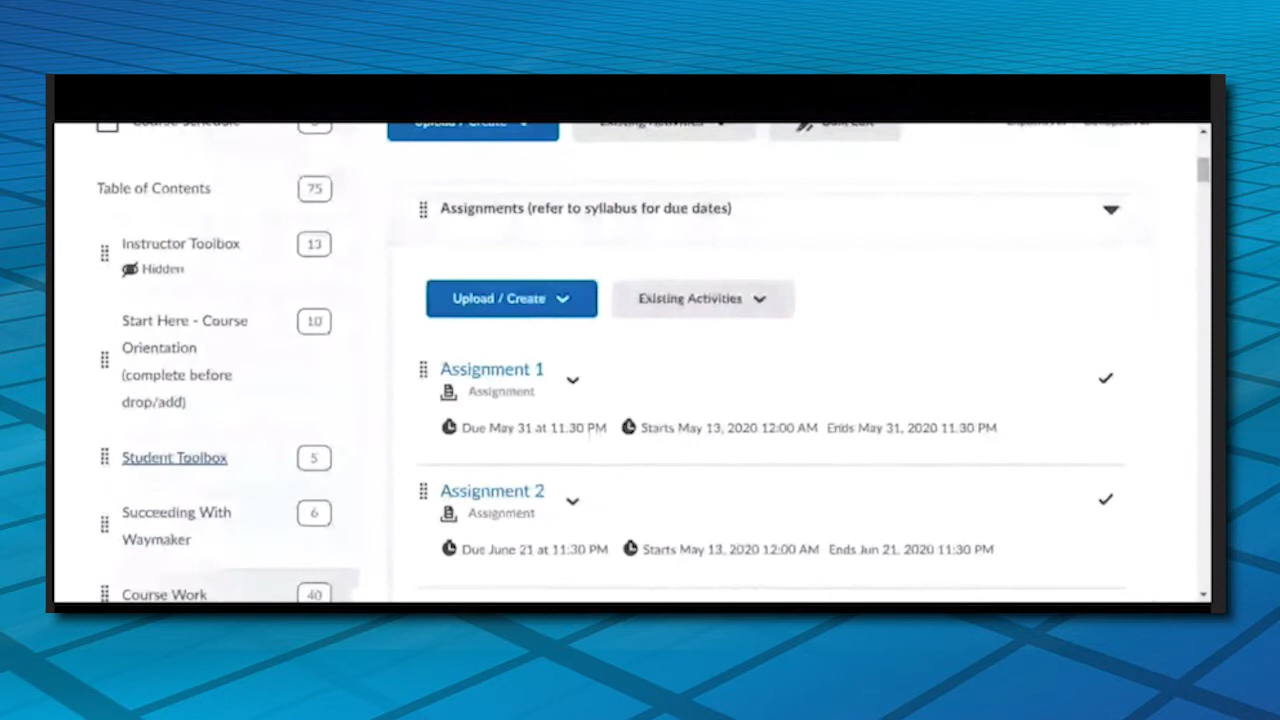 Course Schedule
Upload / Create
Existing Activities
Bulk Edit
Table of Contents 75
Instructor Toolbox 13
Hidden
Start Here - Course 10
Orientation
(complete before
drop/add)
Student Toolbox 5
Succeeding With 6
Waymaker
Course Work 40
Assignments (refer to syllabus for due dates)
Upload / Create
Existing Activities
Assignment 1
Assignment
Due May 31 at 11:30 PM Starts May 13, 2020 12:00 AM Ends May 31, 2020 11:30 PM
Assignment 2
Assignment
Due June 21 at 11:30 PM Starts May 13, 2020 12:00 AM Ends Jun 21, 2020 11:30 PM